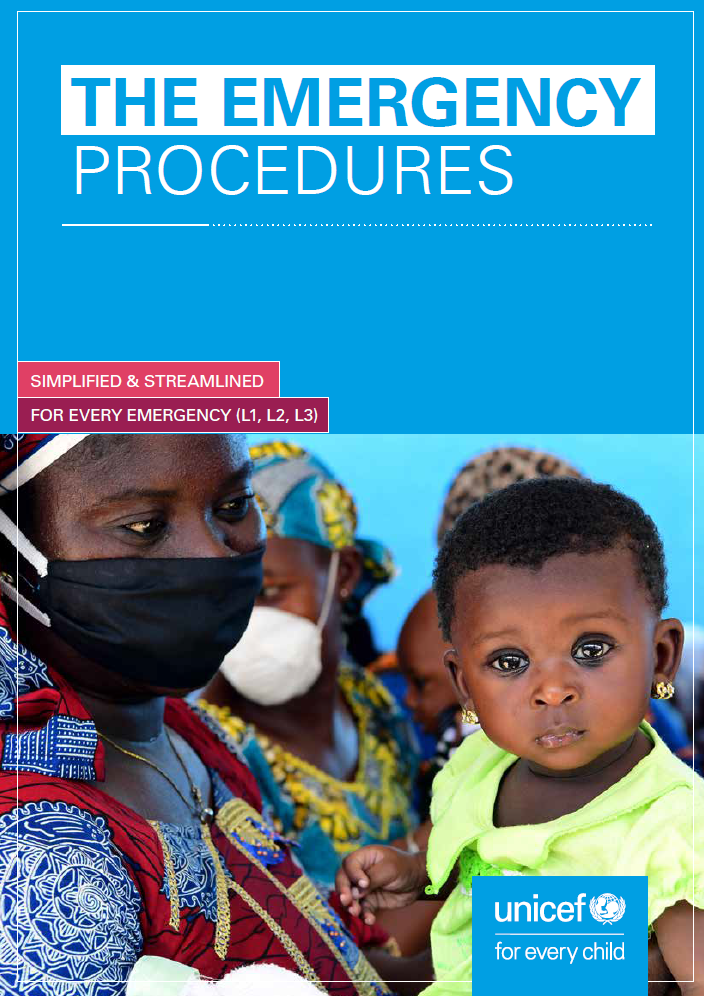 THE EMERGENCY
PROCEDURES
SIMPLIFIED & STREAMLINED
FOR EVERY EMERGENCY (L1, L2, L3)
unicef
for every child